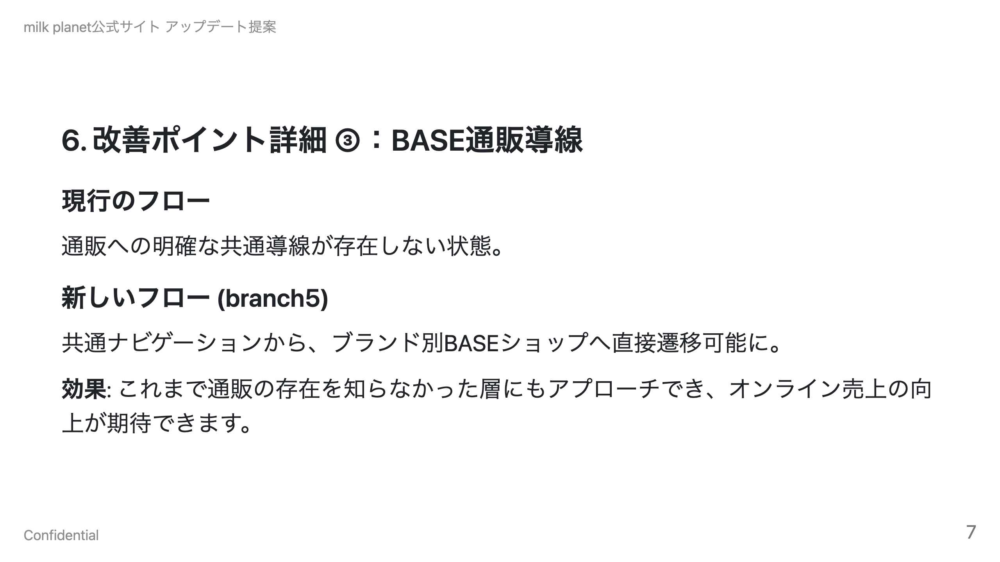 milk planet公式サイト アップデート提案
6. 改善ポイント詳細 ③：BASE通販導線
現行のフロー
通販への明確な共通導線が存在しない状態。
新しいフロー (branch5)
共通ナビゲーションから、ブランド別BASEショップへ直接遷移可能に。
効果: これまで通販の存在を知らなかった層にもアプローチでき、オンライン売上の向
上が期待できます。
Confidential
7